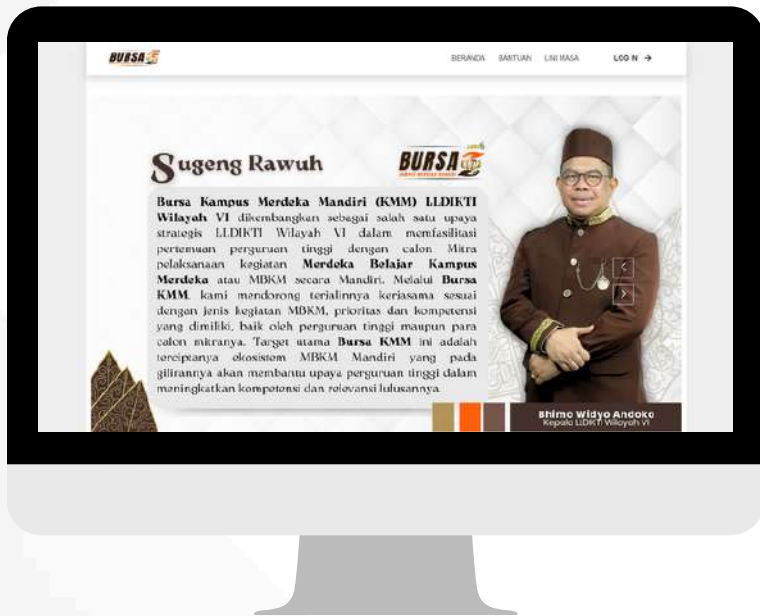 BURSA
BERANDA BANTUAN LINI MASA LOG IN →
Sugeng Rawuh
BURSA
Bursa Kampus Merdeka Mandiri (KMM) LLDIKTI
Wilayah VI dikembangkan sebagai salah satu upaya
strategis LLDIKTI Wilayah VI dalam memfasilitasi
pertemuan perguruan tinggi dengan calon Mitra
pelaksanaan kegiatan Merdeka Belajar Kampus
Merdeka atau MBKM secara Mandiri. Melalui Bursa
KMM, kami mendorong terjalinnya kerjasama sesuai
dengan jenis kegiatan MBKM, prioritas dan kompetensi
yang dimiliki, baik oleh perguruan tinggi maupun para
calon mitranya. Target utama Bursa KMM ini adalah
terciptanya ekosistem MBKM Mandiri yang pada
gilirannya akan membantu upaya perguruan tinggi dalam
meningkatkan kompetensi dan relevansi lulusannya.
Bhimo Widyo Andoko
Kepala LLDIKTI Wilayah VI